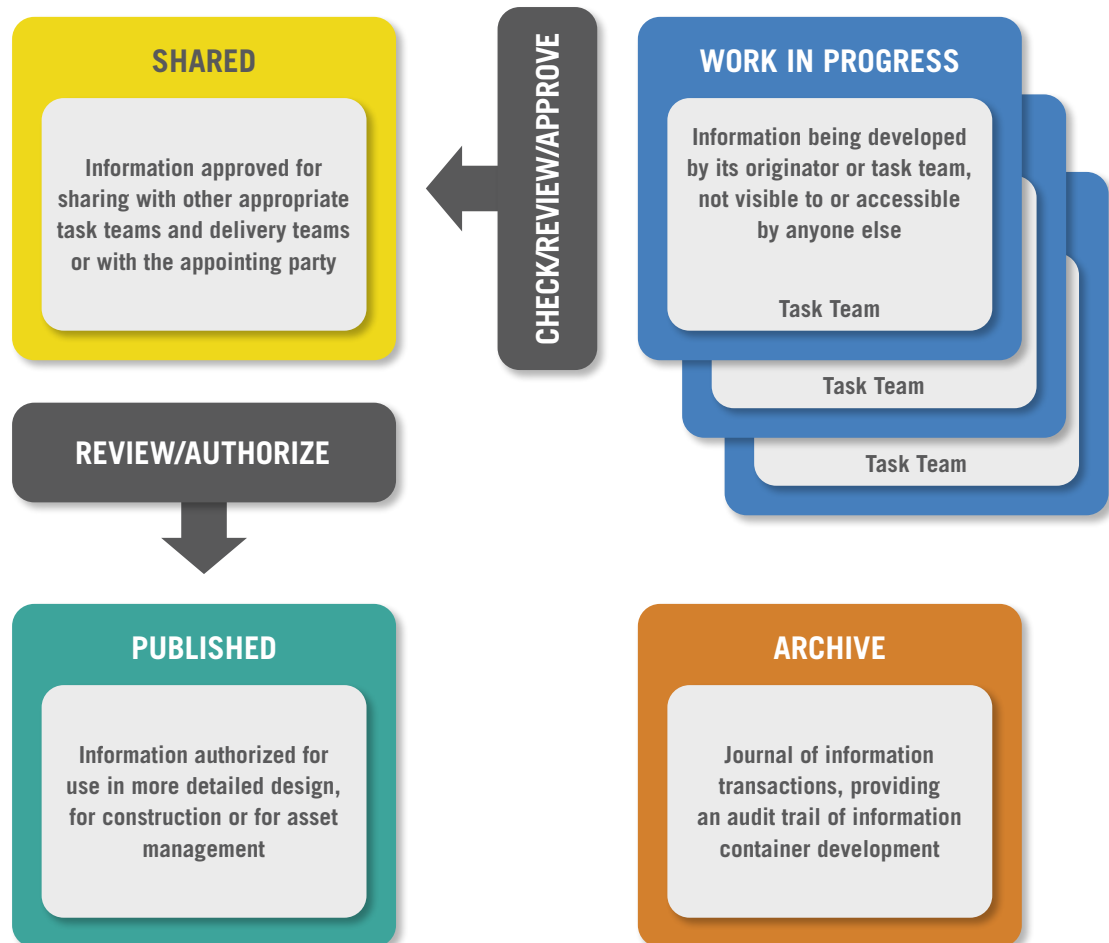 SHARED
Information approved for
sharing with other appropriate
task teams and delivery teams
or with the appointing party
CHECK/REVIEW/APPROVE
WORK IN PROGRESS
Information being developed
by its originator or task team,
not visible to or accessible
by anyone else
Task Team
Task Team
Task Team
REVIEW/AUTHORIZE
PUBLISHED
Information authorized for
use in more detailed design,
for construction or for asset
management
ARCHIVE
Journal of information
transactions, providing
an audit trail of information
container development